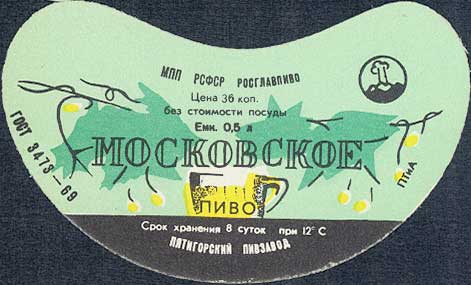 МПП РСФСР РОСГЛАВПИВО
Цена 36 коп.
без стоимости посуды
Емк. 0,5 л
ГОСТ 3473—69
МОСКОВСКОЕ
ПТиА
ПИВО
Срок хранения 8 суток при 12°С
ПЯТИГОРСКИЙ ПИВЗАВОД